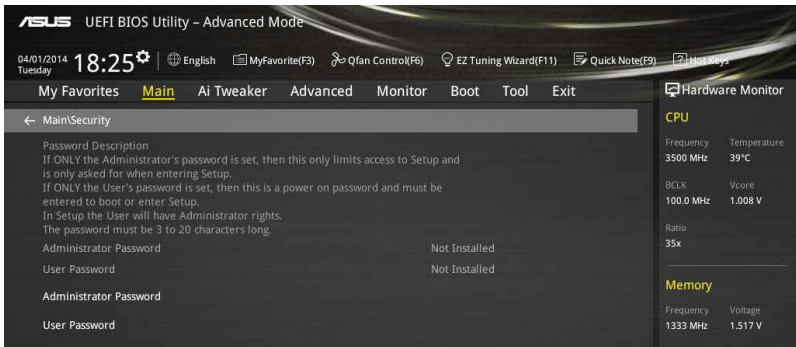 ASUS UEFI BIOS Utility – Advanced Mode
04/01/2014 Tuesday 18:25 English MyFavorite(F3) Qfan Control(F6) EZ Tuning Wizard(F11) Quick Note(F9) ? Hot Keys
My Favorites Main Ai Tweaker Advanced Monitor Boot Tool Exit
← Main\Security
Password Description
If ONLY the Administrator's password is set, then this only limits access to Setup and
is only asked for when entering Setup.
If ONLY the User's password is set, then this is a power on password and must be
entered to boot or enter Setup.
In Setup the User will have Administrator rights.
The password must be 3 to 20 characters long.
Administrator Password Not Installed
User Password Not Installed
Administrator Password
User Password
Hardware Monitor
CPU
Frequency Temperature
3500 MHz 39°C
BCLK Vcore
100.0 MHz 1.008 V
Ratio
35x
Memory
Frequency Voltage
1333 MHz 1.517 V